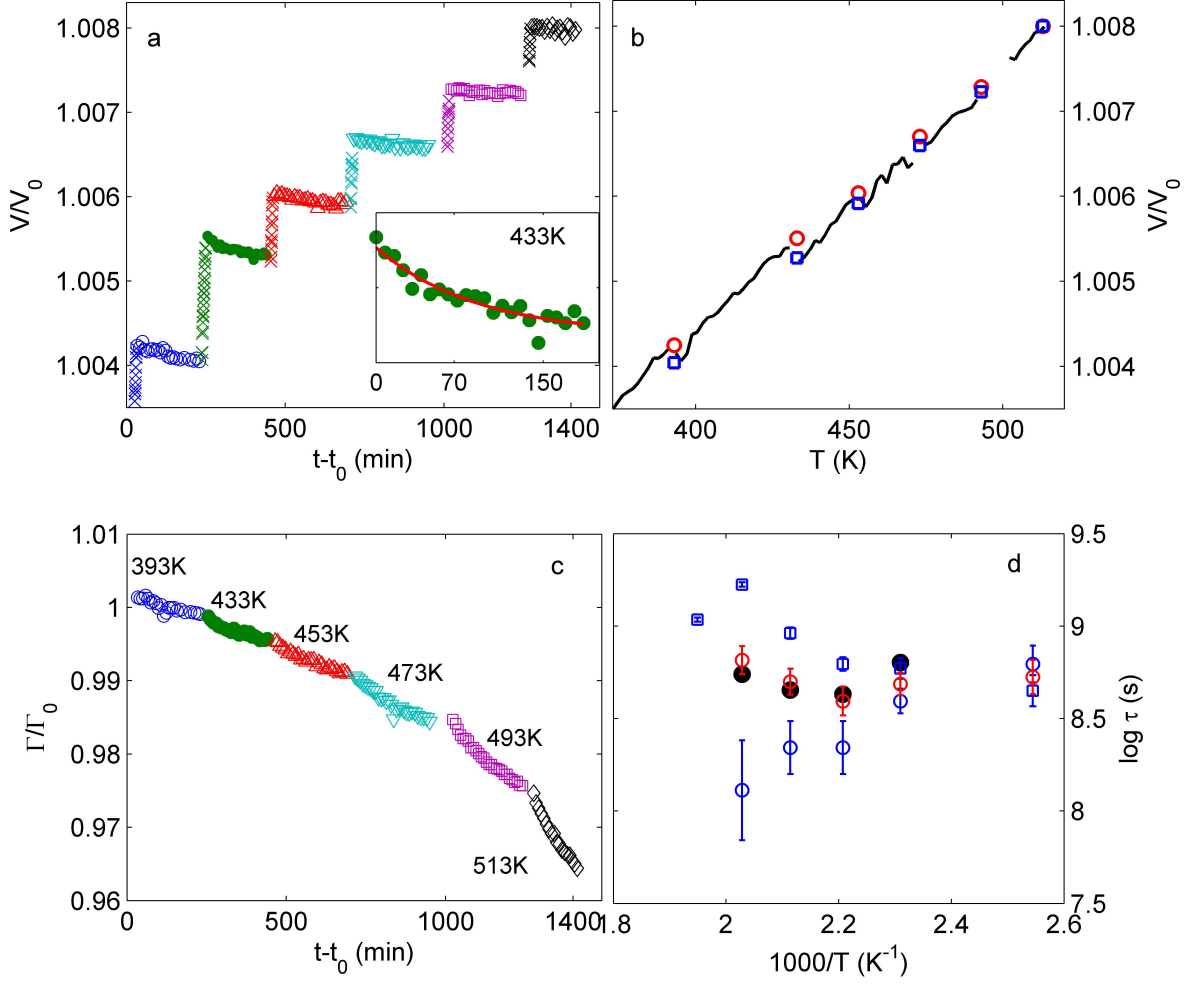 a
1.008
1.007
1.006
1.005
1.004
V/V0
433K
0 70 150
0 500 1000 1400
t-t0 (min)
b
1.008
1.007
1.006
1.005
1.004
V/V0
400 450 500
T (K)
c
1.01
1
0.99
0.98
0.97
0.96
Γ/Γ0
393K
433K
453K
473K
493K
513K
0 500 1000 1400
t-t0 (min)
d
9.5
9
8.5
8
7.5
log τ (s)
1.8 2 2.2 2.4 2.6
1000/T (K-1)